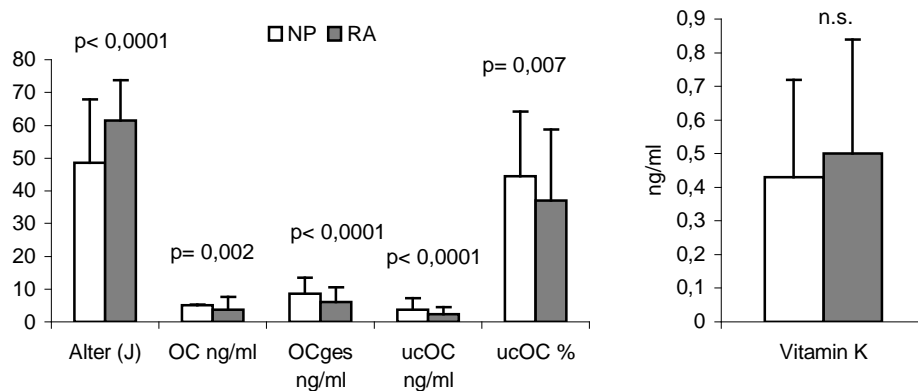 NP RA
p< 0,0001
p= 0,002
p< 0,0001
p< 0,0001
p= 0,007
80
70
60
50
40
30
20
10
0
Alter (J) OC ng/ml OCges ucOC ucOC %
ng/ml ng/ml
n.s.
ng/ml
0,9
0,8
0,7
0,6
0,5
0,4
0,3
0,2
0,1
0
Vitamin K